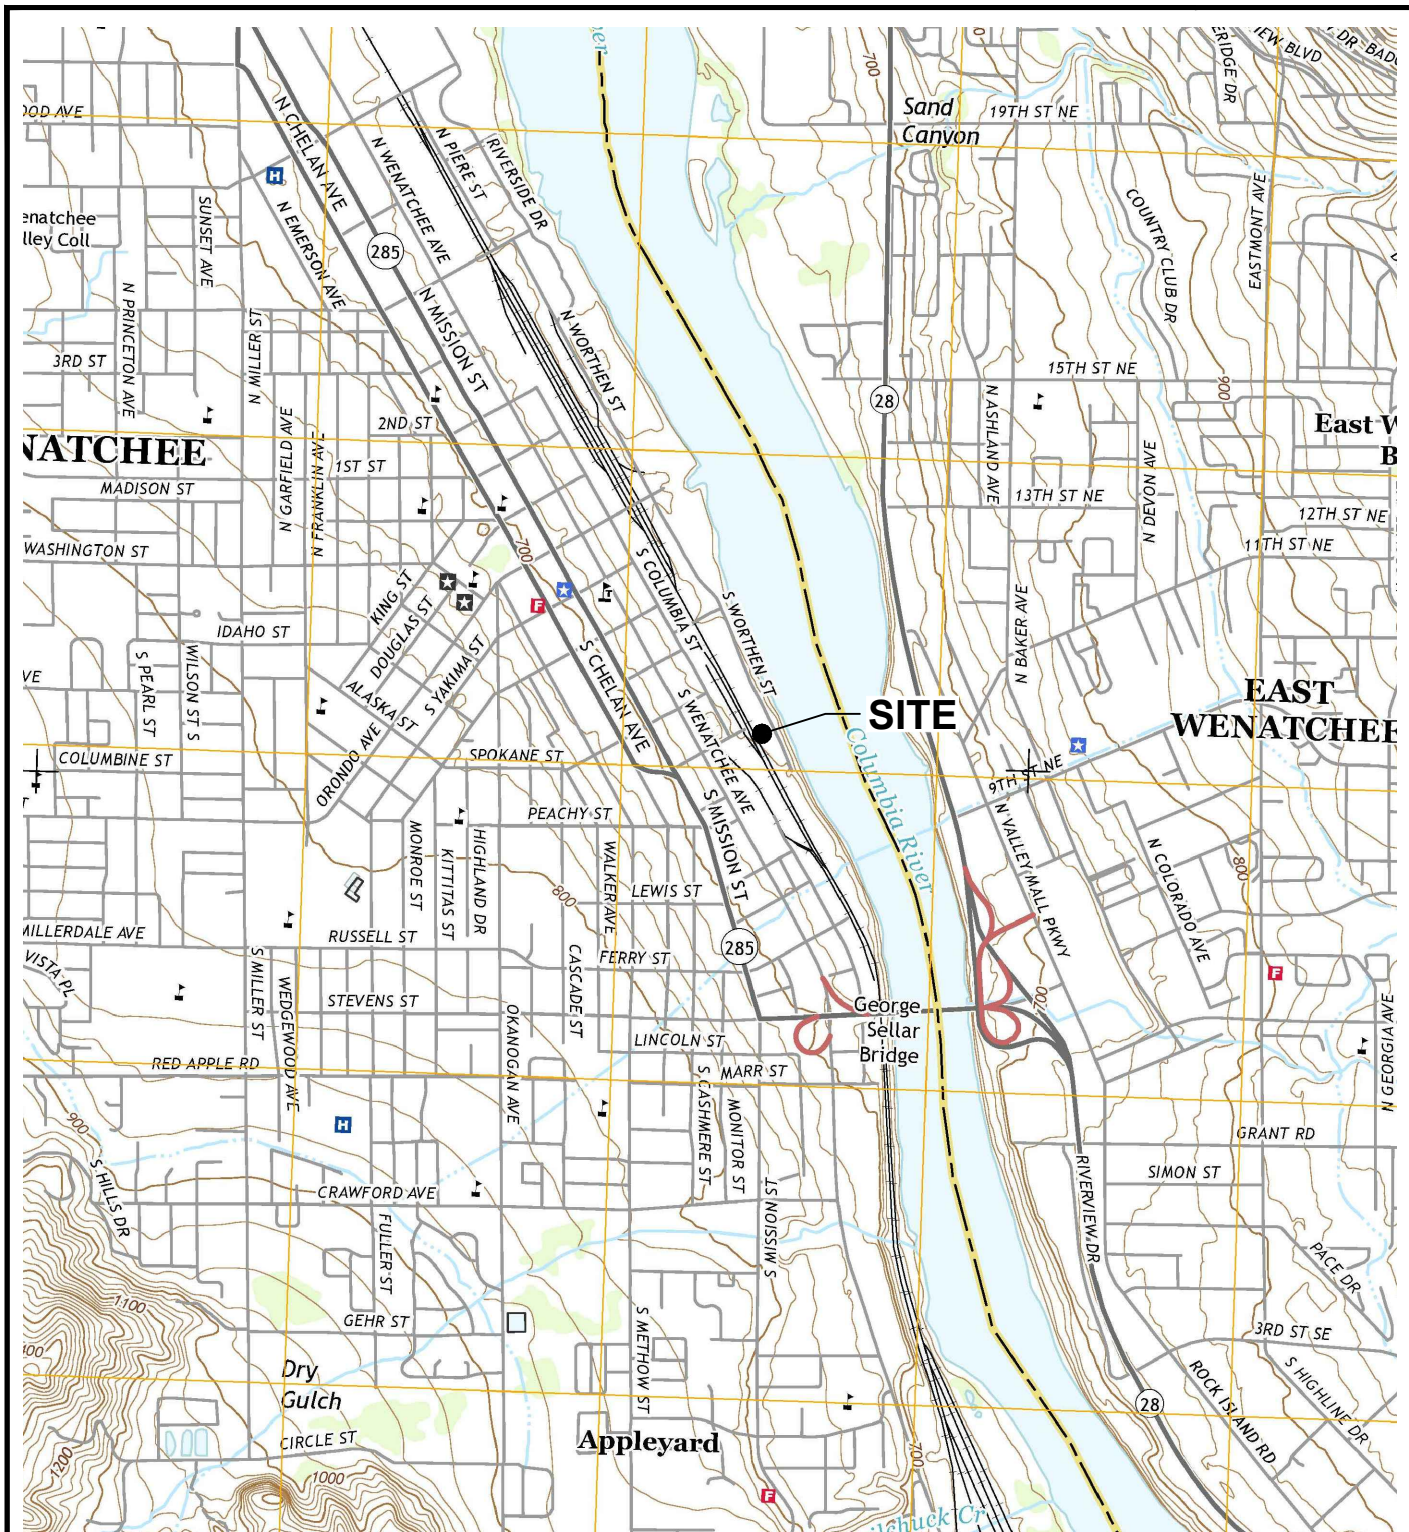 ver
700
Sand
Canyon
19TH ST NE
OOD AVE
N CHELAN AVE
N WENATCHEE AVE
N PIERE ST
RIVERSIDE DR
ERIDGE DR
IEW BLVD
DR
BAD
H
enatchee
lley Coll
SUNSET AVE
N EMERSON AVE
285
COUNTRY CLUB DR
EASTMONT AVE
N PRINCETON AVE
N MILLER ST
N MISSION ST
N WORTHEN ST
3RD ST
15TH ST NE
900
28
N ASHLAND AVE
2ND ST
N GARFIELD AVE
N FRANKLIN AVE
1ST ST
East W
B
NATCHEE
MADISON ST
13TH ST NE
N DEVON AVE
12TH ST NE
11TH ST NE
WASHINGTON ST
700
KING ST
DOUGLAS ST
F
S COLUMBIA ST
S WORTHEN ST
N BAKER AVE
IDAHO ST
S PEARL ST
WILSON ST S
VE
ALASKA ST
S YAKIMA ST
S CHELAN AVE
S WENATCHEE AVE
SITE
EAST
WENATCHEE
COLUMBINE ST
ORONDO AVE
SPOKANE ST
Columbia River
9TH ST NE
T
PEACHY ST
S MISSION ST
N VALLEY MALL PKWY
N COLORADO AVE
MONROE ST
KITTITAS ST
HIGHLAND DR
WALKER AVE
LEWIS ST
800
800
MILLERDALE AVE
RUSSELL ST
285
VISTA PL
S MILLER ST
WEDGEWOOD AVE
CASCADE ST
FERRY ST
F
STEVENS ST
OKANOGAN AVE
George
Sellar
Bridge
700
N GEORGIA AVE
LINCOLN ST
RED APPLE RD
MARR ST
S CASHMERE ST
MONITOR ST
900
H
GRANT RD
S HILLS DR
CRAWFORD AVE
S MISSION ST
RIVERVIEW DR
SIMON ST
FULLER ST
PACE DR
1100
GEHR ST
S METHOW ST
3RD ST SE
400
Dry
Gulch
ROCK ISLAND RD
S HIGHLINE DR
28
CIRCLE ST
Appleyard
700
1200
1000
F
ilchuck Cr